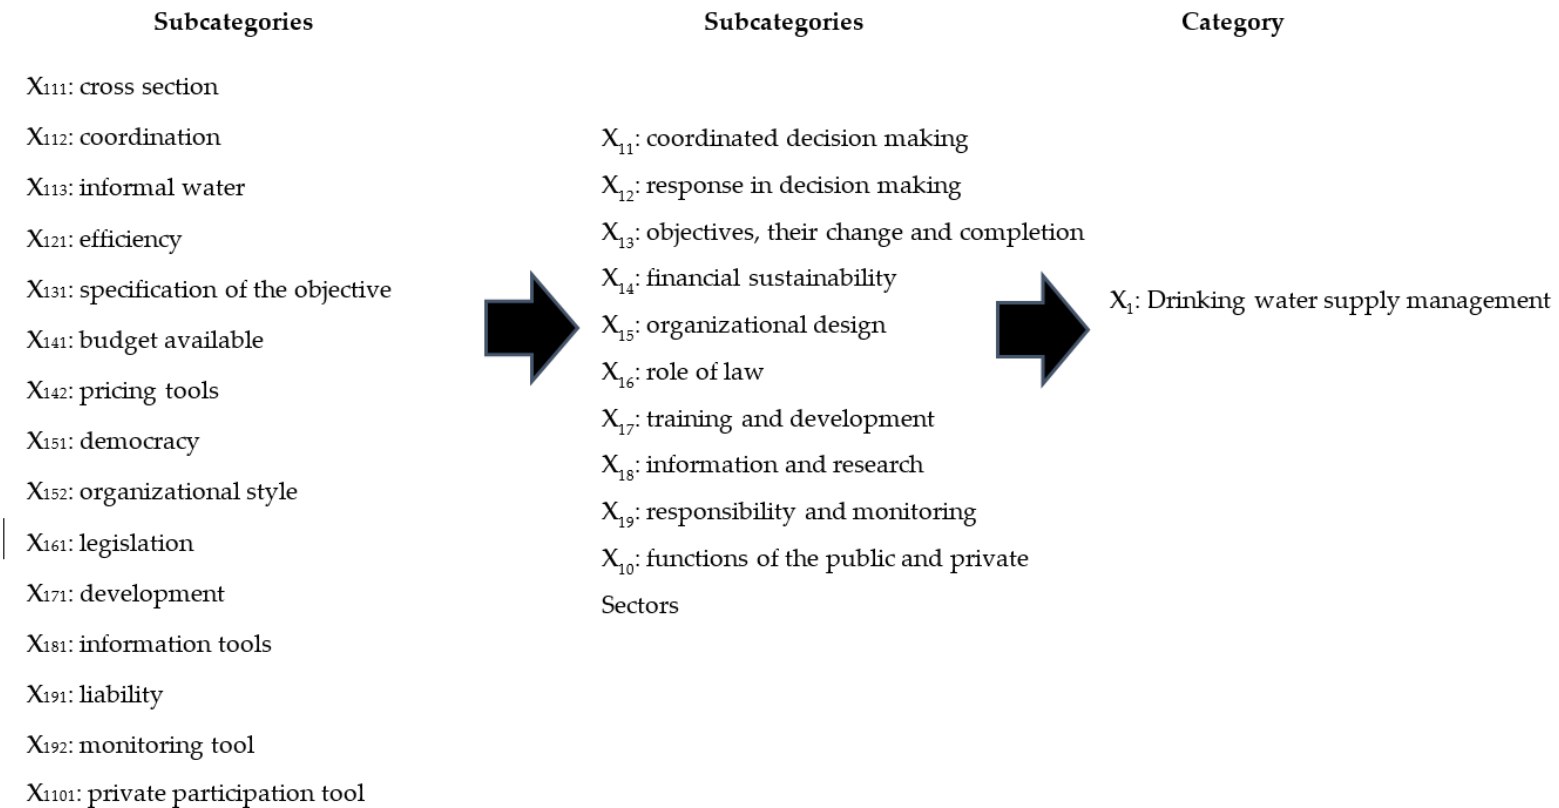 Subcategories
X111: cross section
X112: coordination
X113: informal water
X121: efficiency
X131: specification of the objective
X141: budget available
X142: pricing tools
X151: democracy
X152: organizational style
X161: legislation
X171: development
X181: information tools
X191: liability
X192: monitoring tool
X1101: private participation tool
Subcategories
X11: coordinated decision making
X12: response in decision making
X13: objectives, their change and completion
X14: financial sustainability
X15: organizational design
X16: role of law
X17: training and development
X18: information and research
X19: responsibility and monitoring
X10: functions of the public and private
Sectors
Category
X1: Drinking water supply management